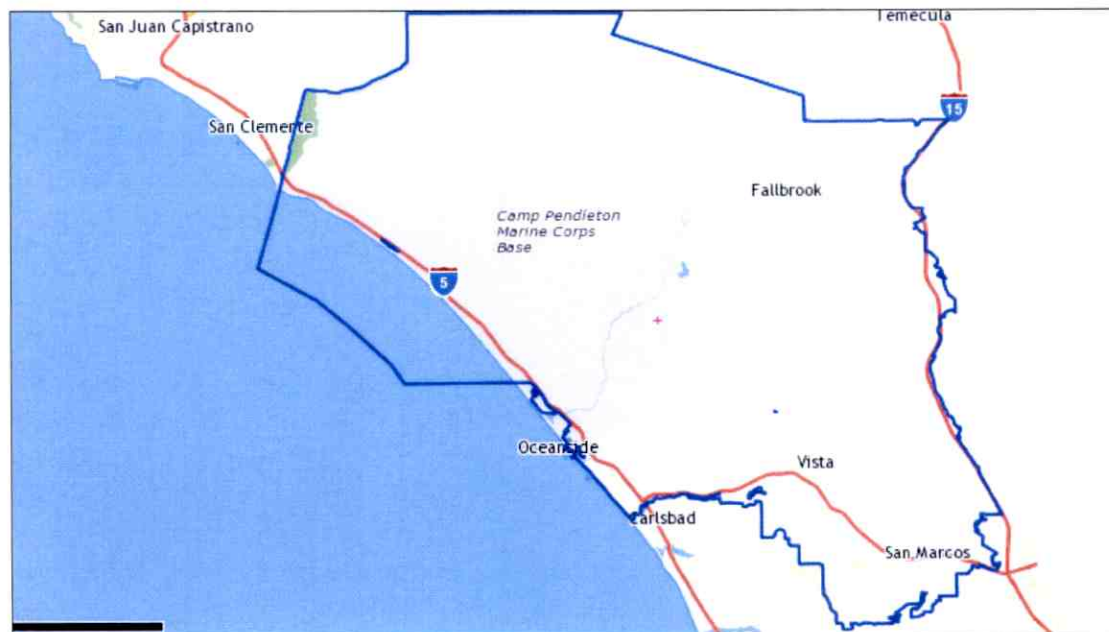 San Juan Capistrano
Temecula
15
San Clemente
Fallbrook
Camp Pendleton
Marine Corps
Base
5
Oceanside
Vista
Carlsbad
San Marcos